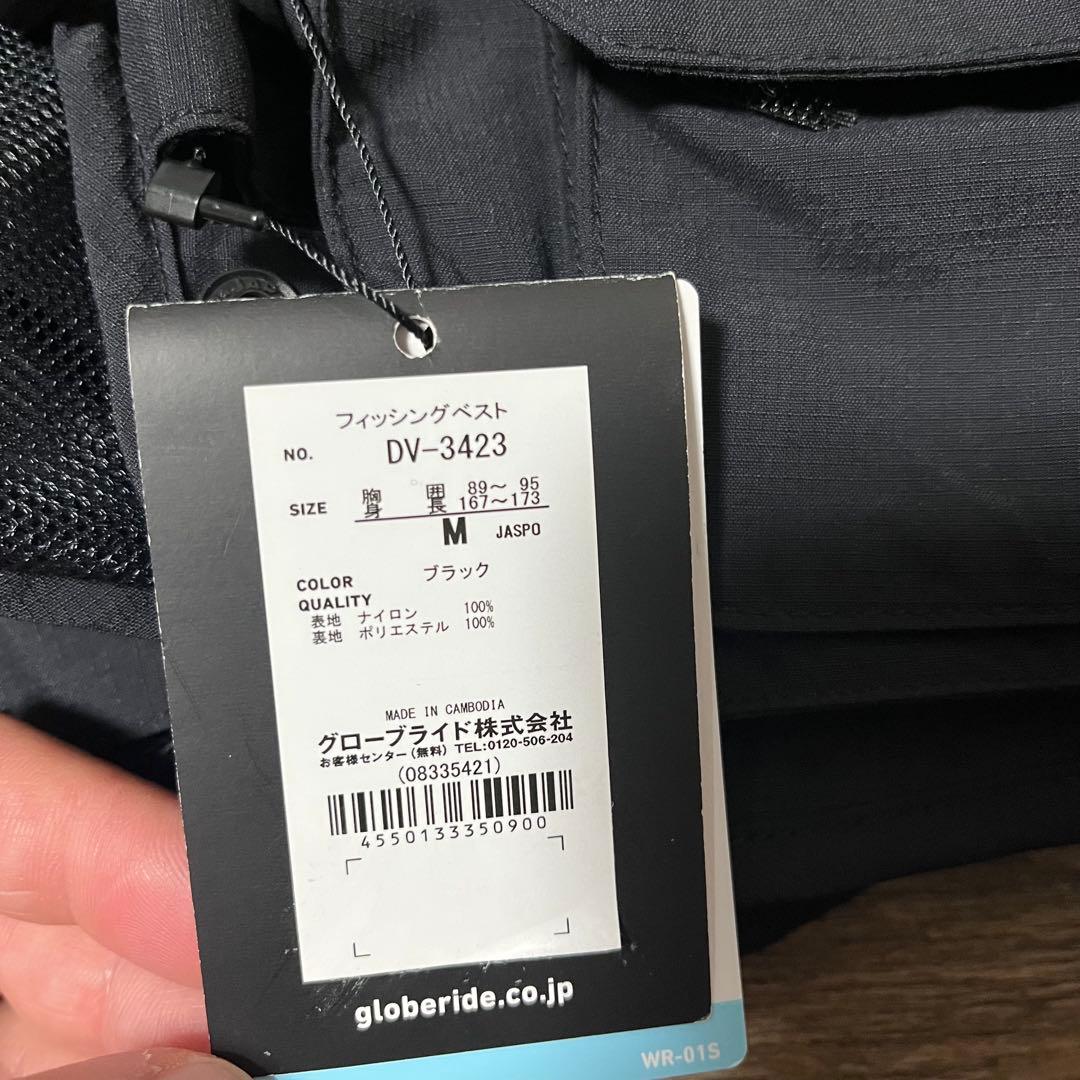 フィッシングベスト
NO. DV-3423
SIZE 胸 囲 89〜 95
身 長 167〜173
M JASPO
COLOR ブラック
QUALITY
表地 ナイロン 100%
裏地 ポリエステル 100%
MADE IN CAMBODIA
グローブライド株式会社
お客様センター(無料) TEL:0120-506-204
(08335421)
4550133350900
globeride.co.jp
WR-01S